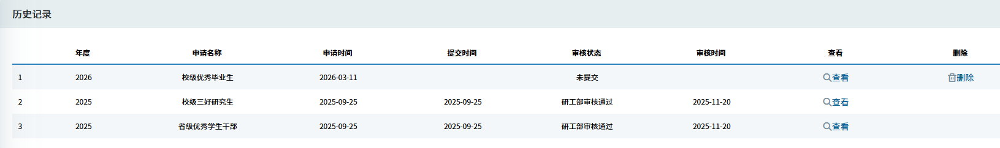 历史记录
年度 申请名称 申请时间 提交时间 审核状态 审核时间 查看 删除
1 2026 校级优秀毕业生 2026-03-11 未提交 查看 删除
2 2025 校级三好研究生 2025-09-25 2025-09-25 研工部审核通过 2025-11-20 查看
3 2025 省级优秀学生干部 2025-09-25 2025-09-25 研工部审核通过 2025-11-20 查看